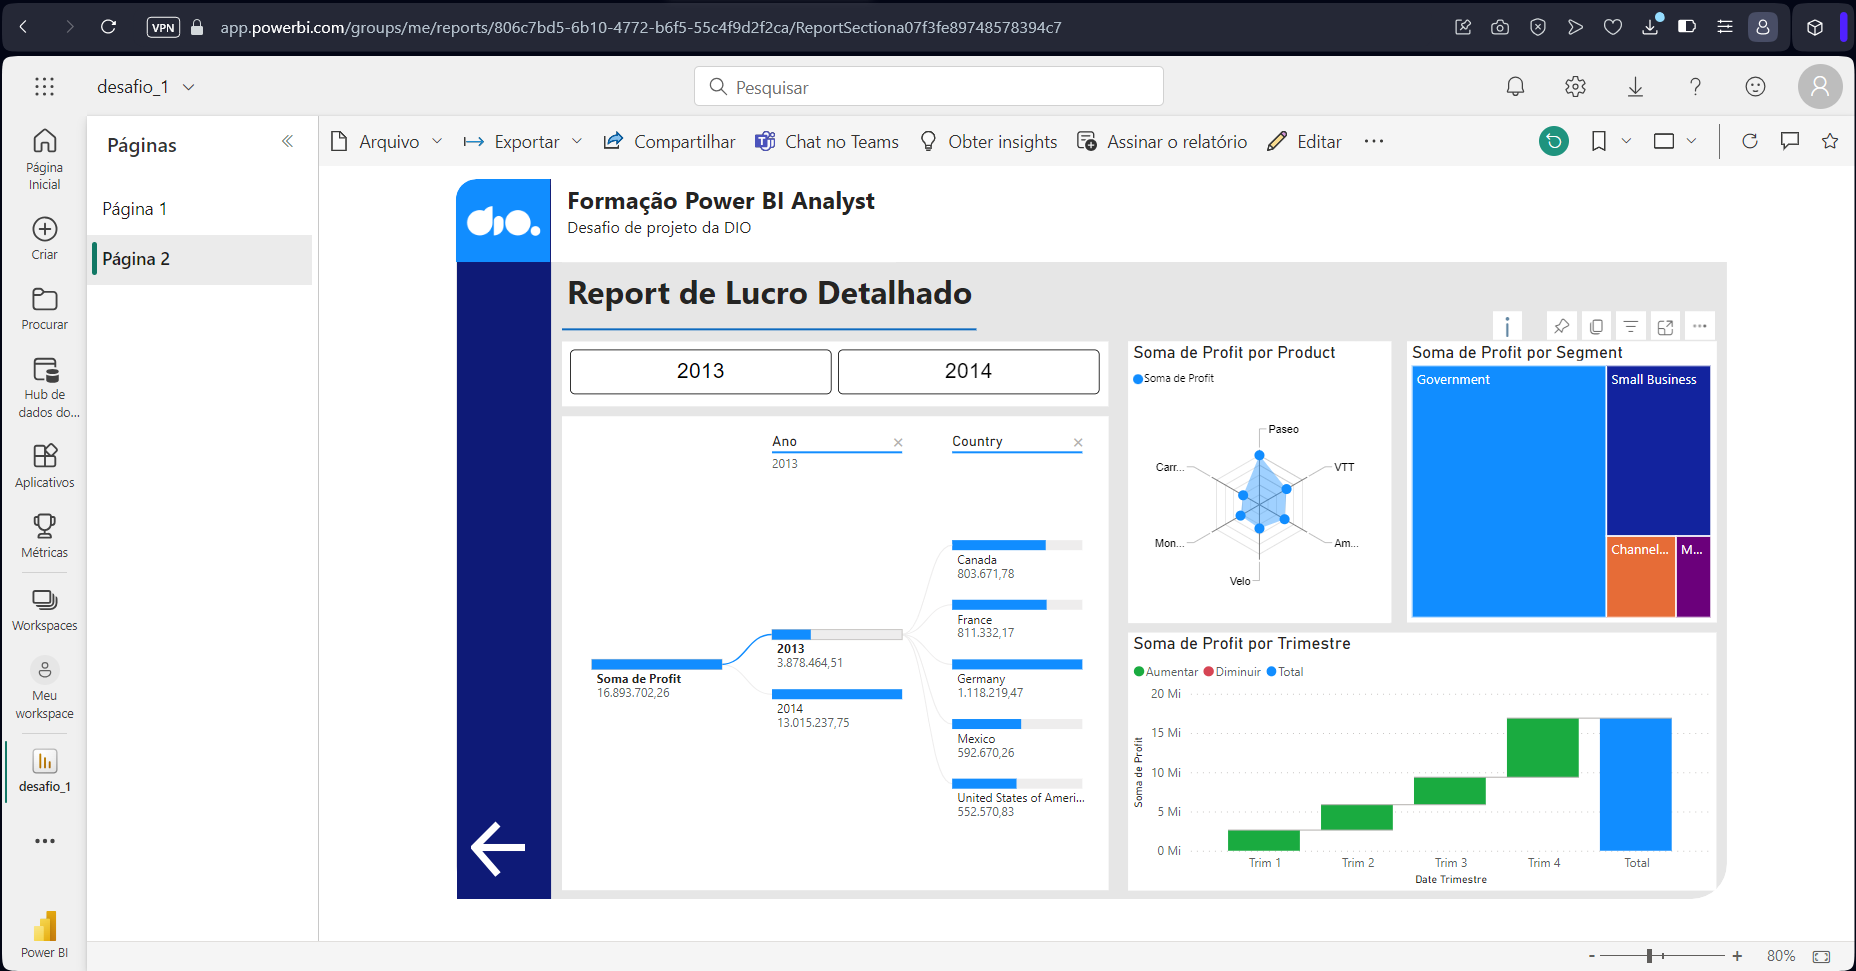 VPN
app.powerbi.com/groups/me/reports/806c7bd5-6b10-4772-b6f5-55c4f9d2f2ca/ReportSectiona07f3fe89748578394c7
desafio_1
Pesquisar
Página
Inicial
Criar
Procurar
Hub de
dados do...
Aplicativos
Métricas
Workspaces
Meu
workspace
desafio_1
Power BI
Páginas
Página 1
Página 2
Arquivo
Exportar
Compartilhar
Chat no Teams
Obter insights
Assinar o relatório
Editar
dio.
Formação Power BI Analyst
Desafio de projeto da DIO
Report de Lucro Detalhado
2013
2014
Ano
2013
Country
Soma de Profit
16.893.702,26
2013
3.878.464,51
2014
13.015.237,75
Canada
803.671,78
France
811.332,17
Germany
1.118.219,47
Mexico
592.670,26
United States of Ameri...
552.570,83
Soma de Profit por Product
Soma de Profit
Paseo
VTT
Am...
Velo
Mon...
Carr...
Soma de Profit por Segment
Government
Small Business
Channel...
M...
Soma de Profit por Trimestre
Aumentar Diminuir Total
Soma de Profit
20 Mi
15 Mi
10 Mi
5 Mi
0 Mi
Trim 1
Trim 2
Trim 3
Trim 4
Total
Date Trimestre
80%